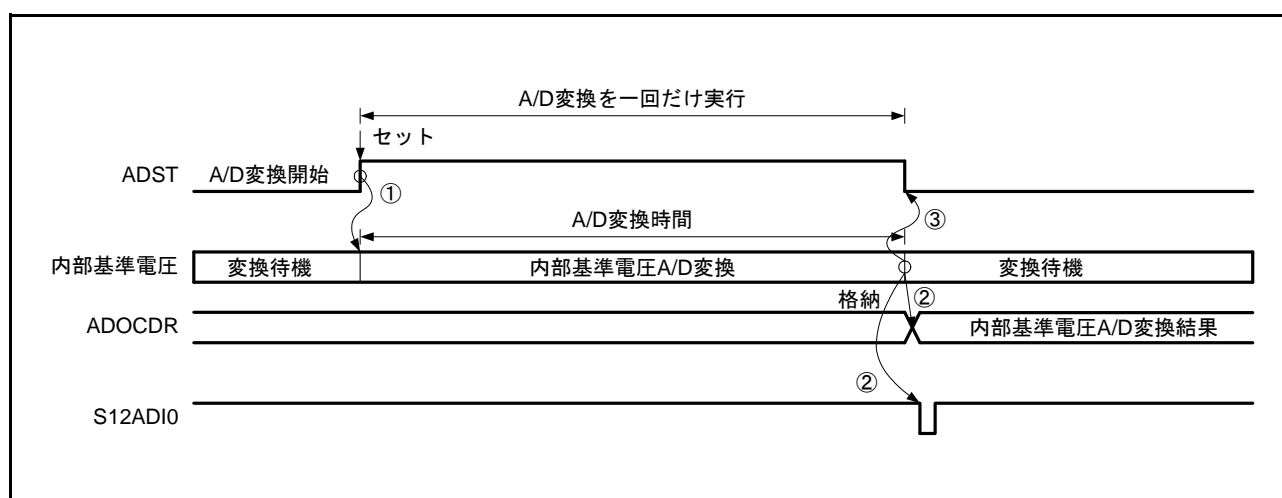 A/D変換を一回だけ実行
セット
ADST A/D変換開始
①
③
A/D変換時間
内部基準電圧 変換待機 内部基準電圧A/D変換 変換待機
格納 ②
ADOCDR 内部基準電圧A/D変換結果
②
S12ADI0